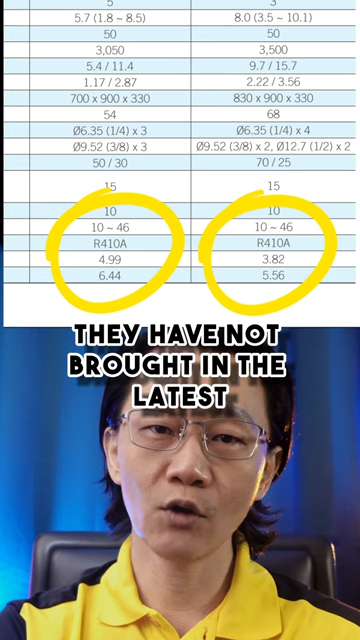 5 3
5.7 (1.8 ~ 8.5) 8.0 (3.5 ~ 10.1)
50 50
3,050 3,500
5.4 / 11.4 9.7 / 15.7
1.17 / 2.87 2.22 / 3.56
700 x 900 x 330 830 x 900 x 330
54 68
Ø6.35 (1/4) x 3 Ø6.35 (1/4) x 4
Ø9.52 (3/8) x 3 Ø9.52 (3/8) x 2, Ø12.7 (1/2) x 2
50 / 30 70 / 25
15 15
10 10
10 ~ 46 10 ~ 46
R410A R410A
4.99 3.82
6.44 5.56
THEY HAVE NOT
BROUGHT IN THE
LATEST